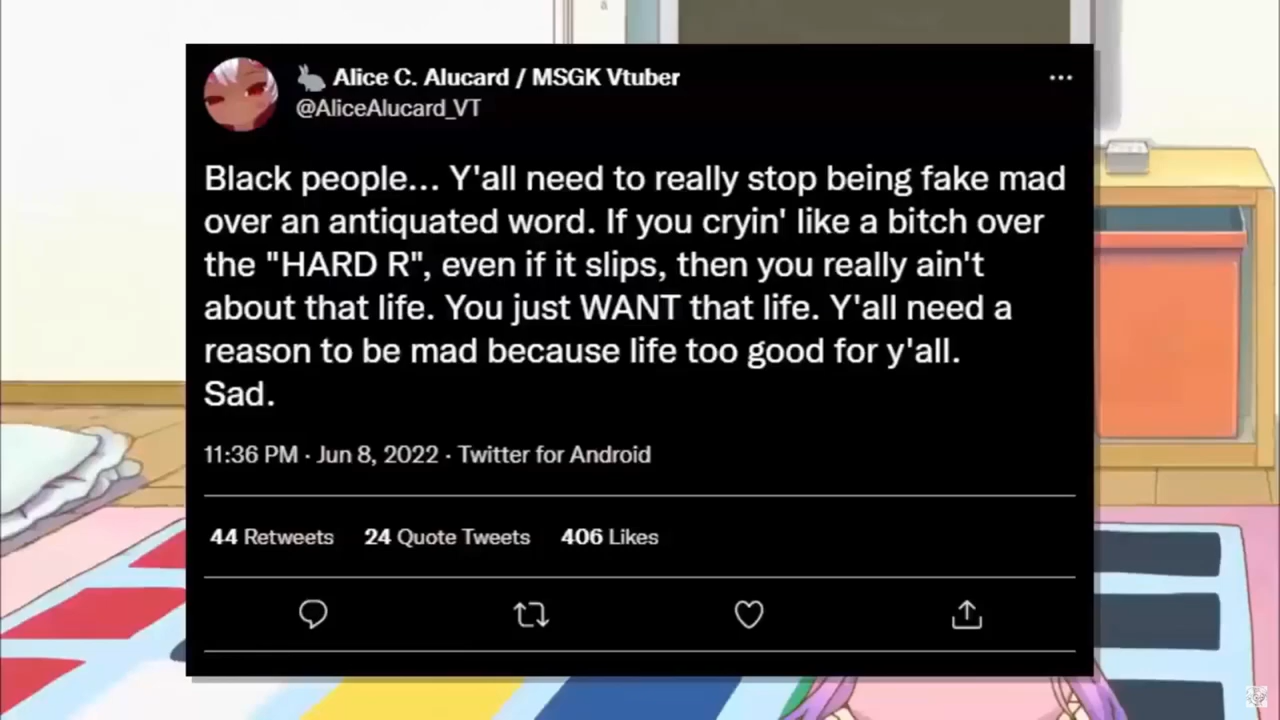 Alice C. Alucard / MSGK Vtuber
@AliceAlucard_VT
Black people... Y'all need to really stop being fake mad
over an antiquated word. If you cryin' like a bitch over
the "HARD R", even if it slips, then you really ain't
about that life. You just WANT that life. Y'all need a
reason to be mad because life too good for y'all.
Sad.
11:36 PM · Jun 8, 2022 · Twitter for Android
44 Retweets 24 Quote Tweets 406 Likes